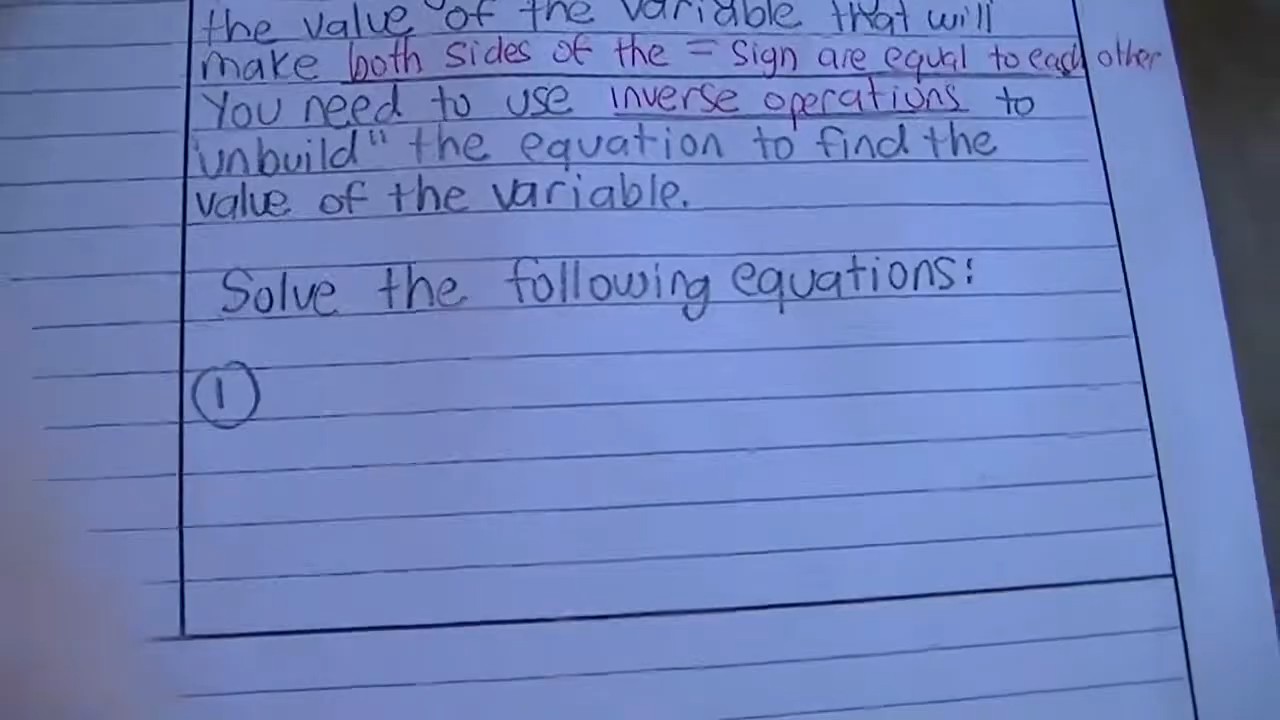 the value of the variable that will
make both sides of the = sign are equal to each other
You need to use inverse operations to
"unbuild" the equation to find the
value of the variable.
Solve the following equations:
①